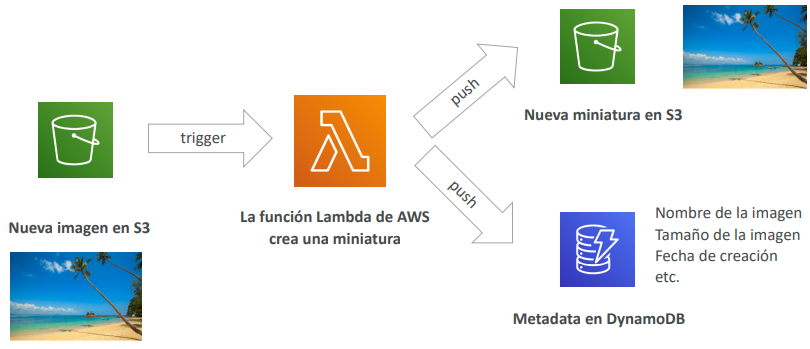 Nueva imagen en S3
trigger
La función Lambda de AWS
crea una miniatura
push
Nueva miniatura en S3
push
Nombre de la imagen
Tamaño de la imagen
Fecha de creación
etc.
Metadata en DynamoDB